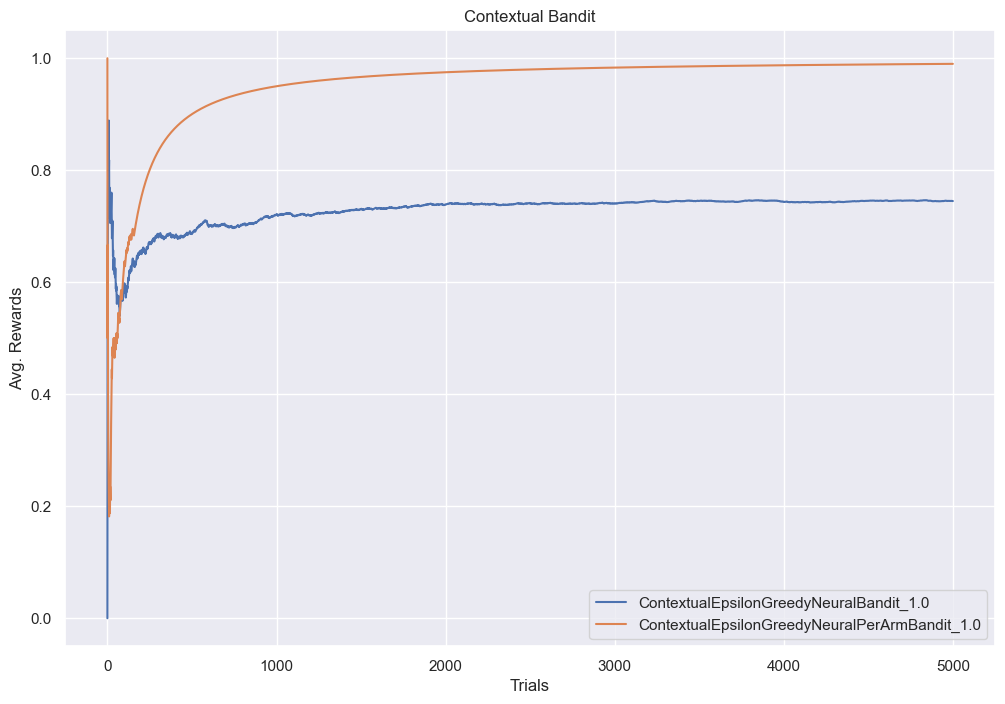 Contextual Bandit
Avg. Rewards
1.0
0.8
0.6
0.4
0.2
0.0
0
1000
2000
3000
4000
5000
Trials
ContextualEpsilonGreedyNeuralBandit_1.0
ContextualEpsilonGreedyNeuralPerArmBandit_1.0